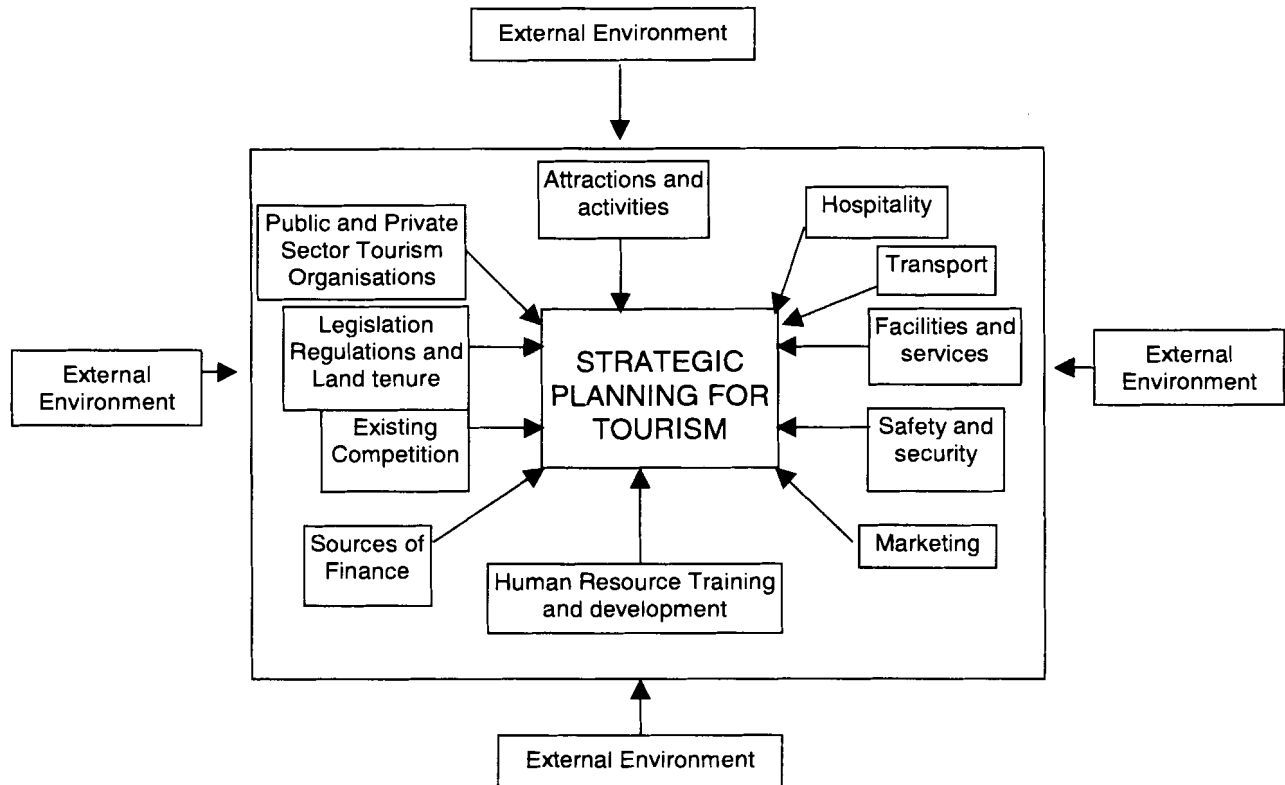 External Environment
Attractions and
activities
Hospitality
Public and Private
Sector Tourism
Organisations
Transport
Legislation
Regulations and
Land tenure
Facilities and
services
STRATEGIC
PLANNING FOR
TOURISM
External
Environment
External
Environment
Existing
Competition
Safety and
security
Sources of
Finance
Marketing
Human Resource Training
and development
External Environment